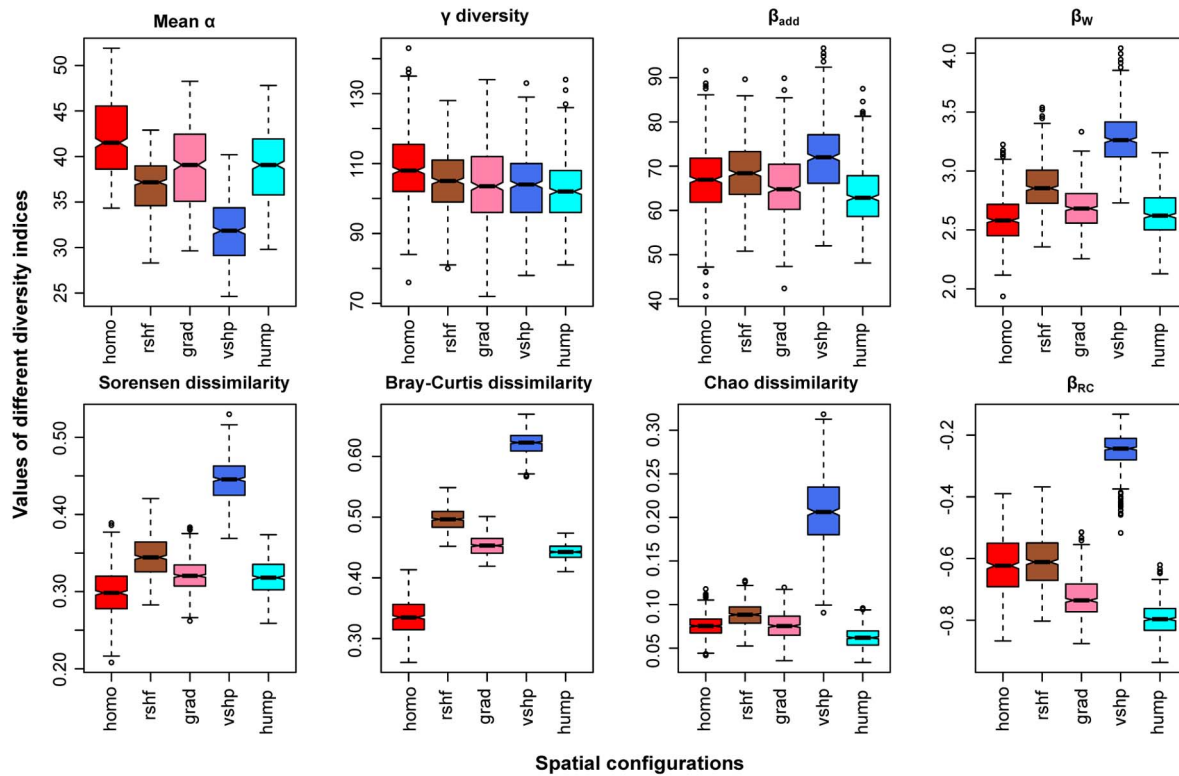 Mean α
γ diversity
βadd
βW
Values of different diversity indices
25 30 35 40 45 50
70 90 110 130
40 50 60 70 80 90
2.0 2.5 3.0 3.5 4.0
homo rshf grad vshp hump
homo rshf grad vshp hump
homo rshf grad vshp hump
homo rshf grad vshp hump
Sorensen dissimilarity
Bray-Curtis dissimilarity
Chao dissimilarity
βRC
0.20 0.30 0.40 0.50
0.30 0.40 0.50 0.60
0.05 0.10 0.15 0.20 0.25 0.30
-0.8 -0.6 -0.4 -0.2
homo rshf grad vshp hump
homo rshf grad vshp hump
homo rshf grad vshp hump
homo rshf grad vshp hump
Spatial configurations